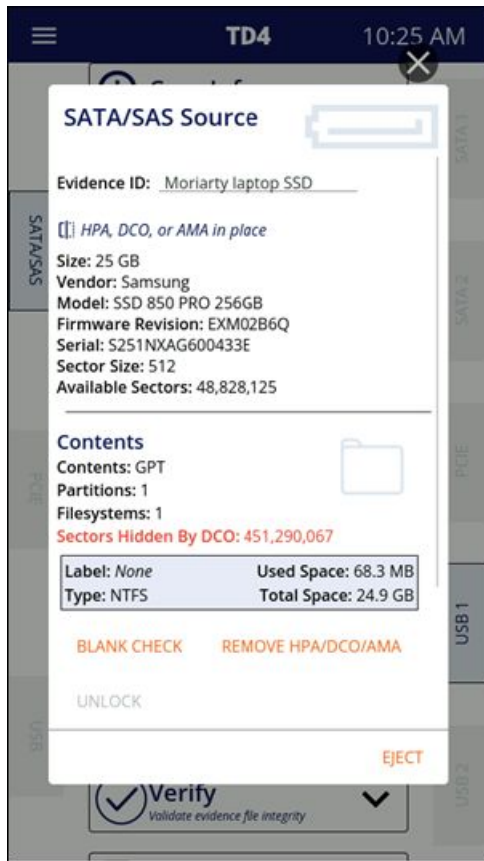 TD4
10:25 AM
SATA/SAS Source
Evidence ID: Moriarty laptop SSD
HPA, DCO, or AMA in place
Size: 25 GB
Vendor: Samsung
Model: SSD 850 PRO 256GB
Firmware Revision: EXM02B6Q
Serial: S251NXAG600433E
Sector Size: 512
Available Sectors: 48,828,125
Contents
Contents: GPT
Partitions: 1
Filesystems: 1
Sectors Hidden By DCO: 451,290,067
Label: None Used Space: 68.3 MB
Type: NTFS Total Space: 24.9 GB
BLANK CHECK REMOVE HPA/DCO/AMA
UNLOCK
EJECT
Verify
Validate evidence file integrity
SATA/SAS
PCIE
USB
SATA 1
SATA 2
PCIE
USB 1
USB 2